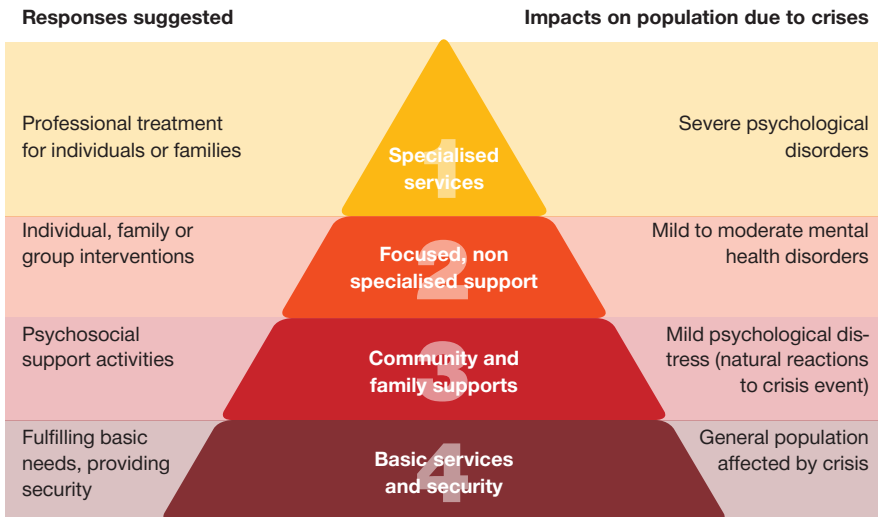 Responses suggested
Impacts on population due to crises
Professional treatment
for individuals or families
1
Specialised
services
Severe psychological
disorders
Individual, family or
group interventions
2
Focused, non
specialised support
Mild to moderate mental
health disorders
Psychosocial
support activities
3
Community and
family supports
Mild psychological dis-
tress (natural reactions
to crisis event)
Fulfilling basic
needs, providing
security
4
Basic services
and security
General population
affected by crisis